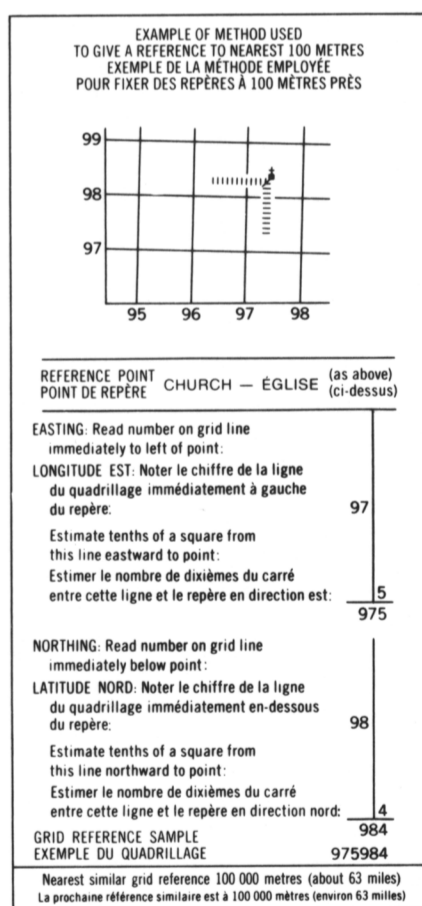 EXAMPLE OF METHOD USED
TO GIVE A REFERENCE TO NEAREST 100 METRES
EXEMPLE DE LA MÉTHODE EMPLOYÉE
POUR FIXER DES REPÈRES À 100 MÈTRES PRÈS
99
98
97
95 96 97 98
REFERENCE POINT
POINT DE REPÈRE
CHURCH — ÉGLISE
(as above)
(ci-dessus)
EASTING: Read number on grid line
immediately to left of point:
LONGITUDE EST: Noter le chiffre de la ligne
du quadrillage immédiatement à gauche
du repère: 97
Estimate tenths of a square from
this line eastward to point:
Estimer le nombre de dixièmes du carré
entre cette ligne et le repère en direction est: 5
975
NORTHING: Read number on grid line
immediately below point:
LATITUDE NORD: Noter le chiffre de la ligne
du quadrillage immédiatement en-dessous
du repère: 98
Estimate tenths of a square from
this line northward to point:
Estimer le nombre de dixièmes du carré
entre cette ligne et le repère en direction nord: 4
984
GRID REFERENCE SAMPLE
EXEMPLE DU QUADRILLAGE 975984
Nearest similar grid reference 100 000 metres (about 63 miles)
La prochaine référence similaire est à 100 000 mètres (environ 63 milles)